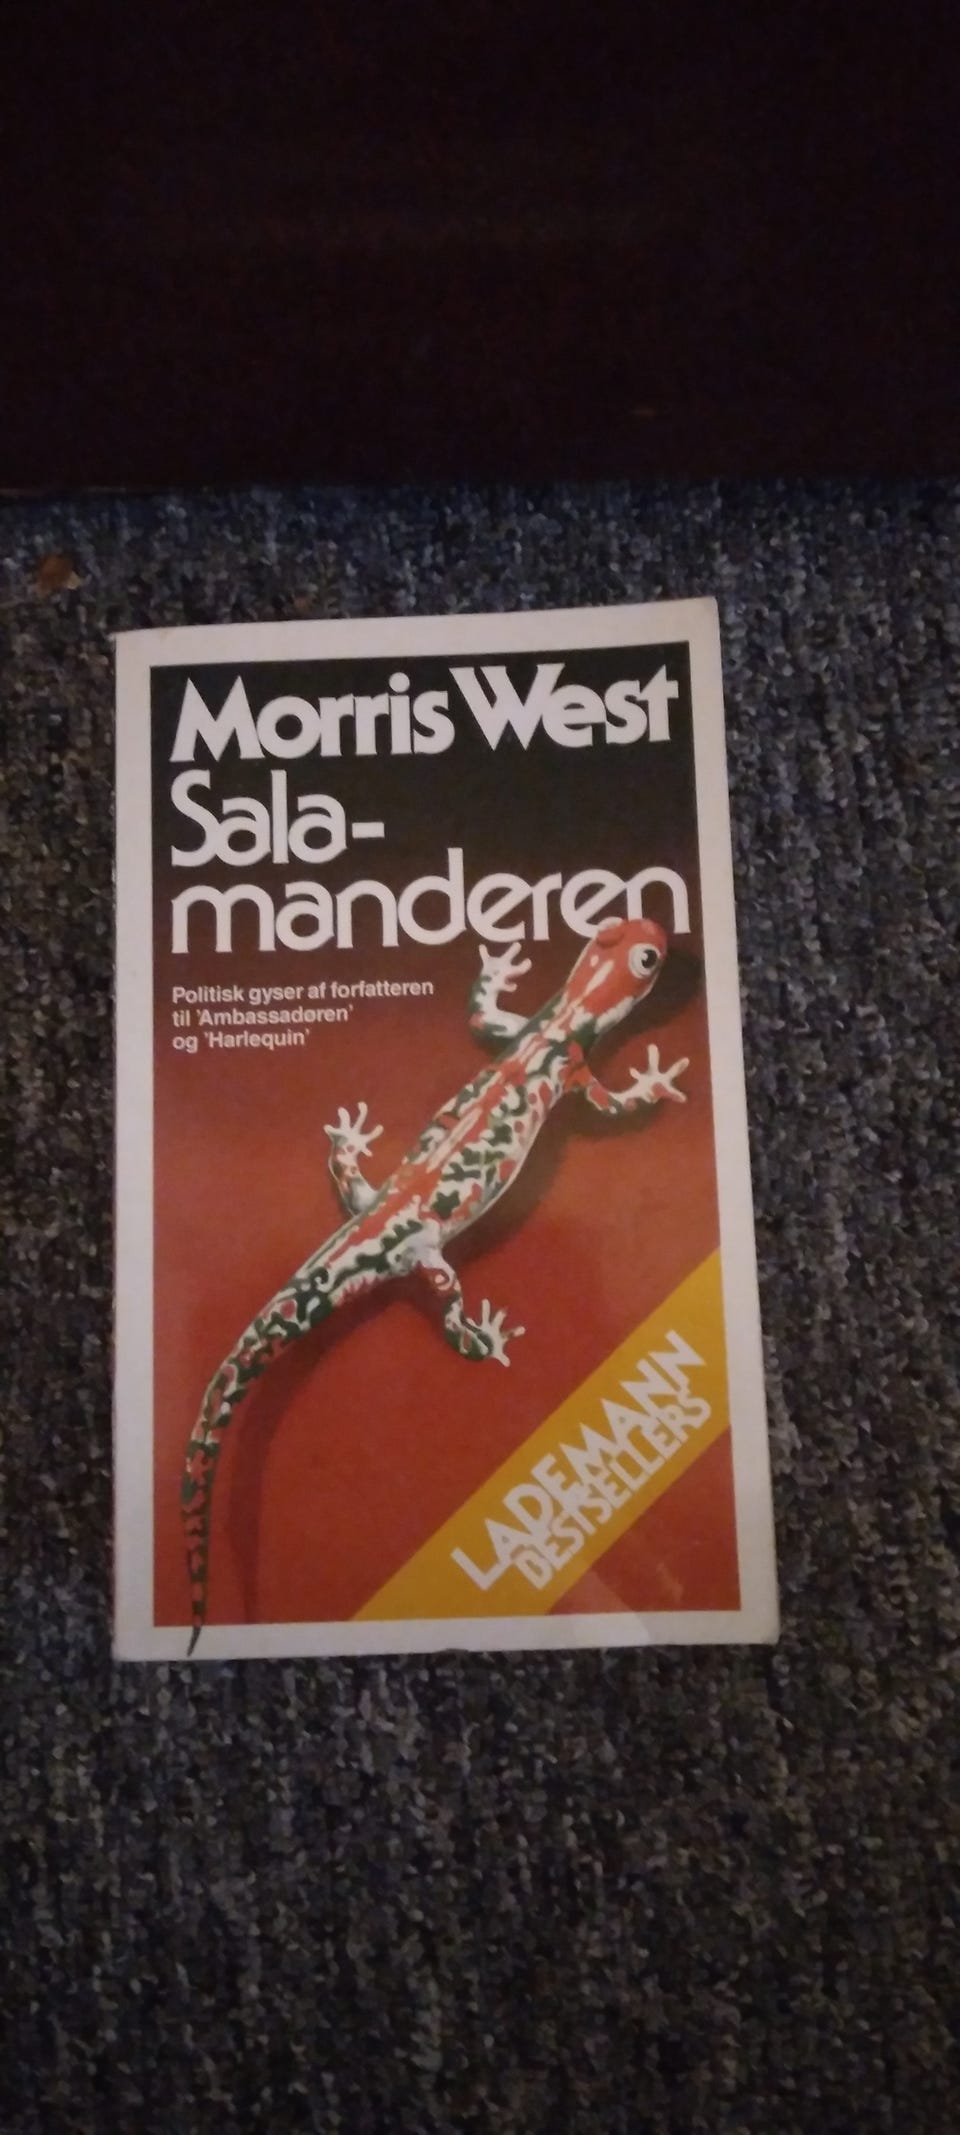 Morris West
Sala-
manderen
Politisk gyser af forfatteren
til 'Ambassadøren'
og 'Harlequin'
LADEMANN
BESTSELLERS